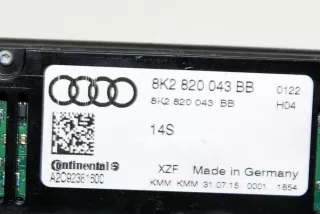 8K2 820 043 BB 0122
8K2 820 043 BB H04
14S
Continental
A2C92361600
XZF Made in Germany
KMM KMM 31.07.15 0001 1854